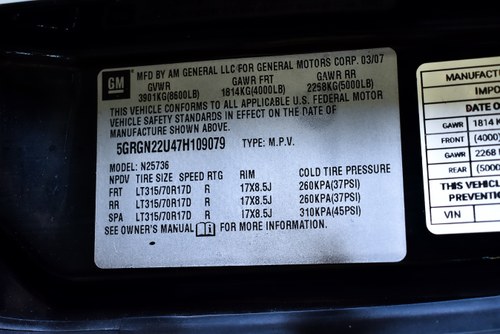 GM
MFD BY AM GENERAL LLC FOR GENERAL MOTORS CORP. 03/07
GVWR GAWR FRT GAWR RR
3901KG(8600LB) 1814KG(4000LB) 2268KG(5000LB)
THIS VEHICLE CONFORMS TO ALL APPLICABLE U.S. FEDERAL MOTOR
VEHICLE SAFETY STANDARDS IN EFFECT ON THE DATE OF
MANUFACTURE SHOWN ABOVE.
5GRGN22U47H109079 TYPE: M.P.V.
MODEL: N25736
NPDV TIRE SIZE SPEED RTG RIM COLD TIRE PRESSURE
FRT LT315/70R17D R 17X8.5J 260KPA(37PSI)
RR LT315/70R17D R 17X8.5J 260KPA(37PSI)
SPA LT315/70R17D R 17X8.5J 310KPA(45PSI)
SEE OWNER'S MANUAL FOR MORE INFORMATION.
MANUFACTU
IMPO
DATE O
GAWR 1814 K
FRONT (4000
GAWR 2268
REAR (5000
THIS VEHICL
PREVENTIO
VIN